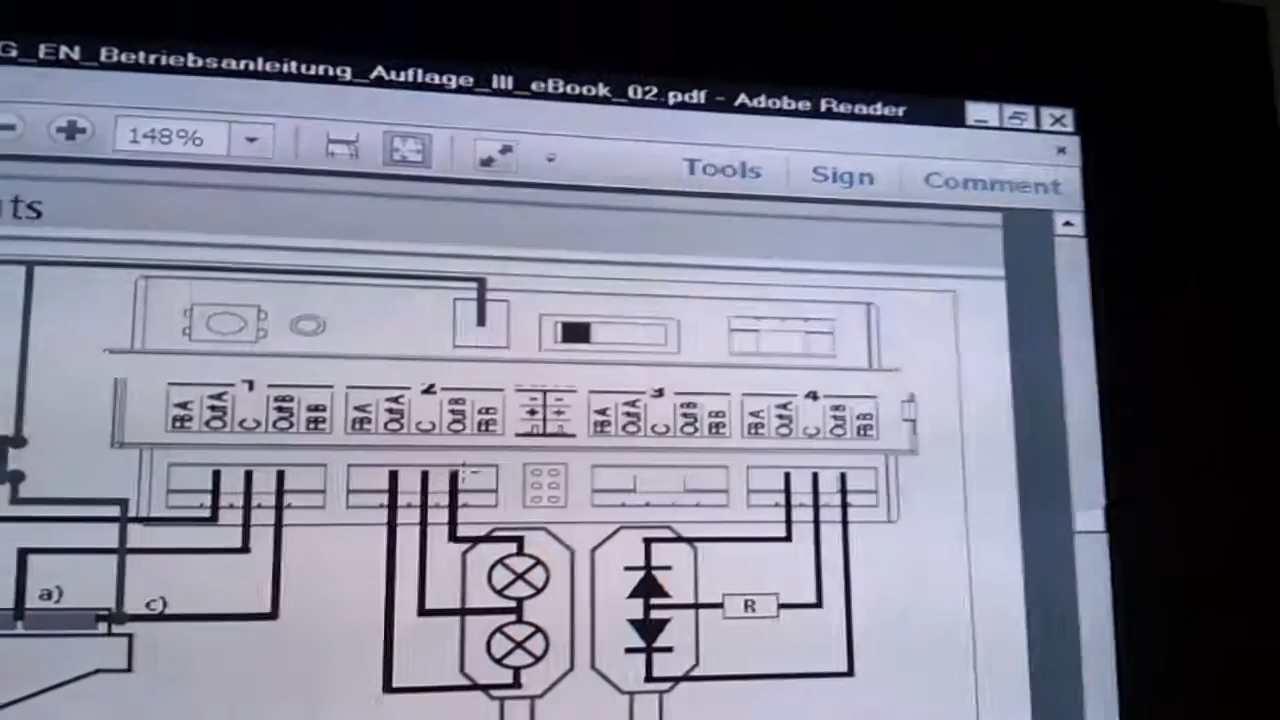 G_EN_Betriebsanleitung_Auflage_III_eBook_02.pdf - Adobe Reader
148%
Tools Sign Comment
ts
1 2 3 4
FB A Out A C Out B FB B FB A Out A C Out B FB B - + - + FB A Out A C Out B FB B FB A Out A C Out B FB B
a)
c)
R